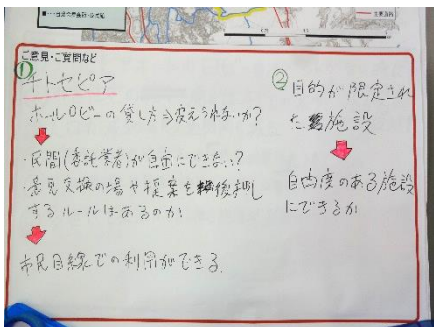 ご意見・ご質問など
①
チトセピア
ホールロビーの貸し方を変えられないか?
・民間(委託業者)が自由にできない?
・意見交換の場や提案を後押し
するルールはあるのか?
市民目線での利用ができる
②
目的が限定され
た施設
自由度のある施設
にできるか